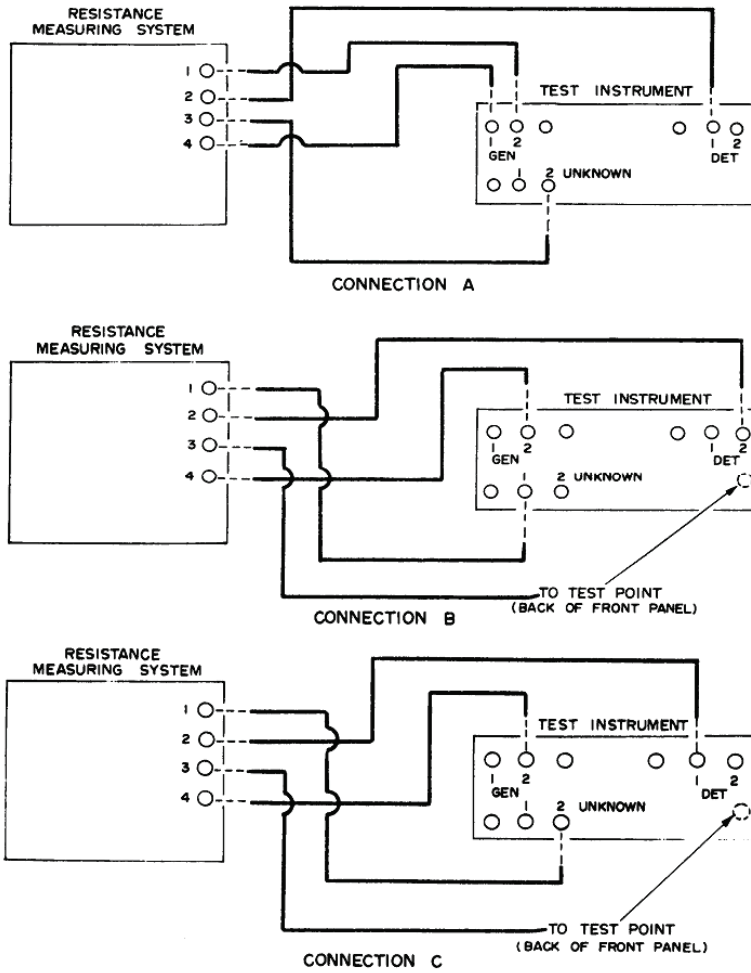 RESISTANCE
MEASURING SYSTEM
1
2
3
4
TEST INSTRUMENT
1 2 1 2
GEN DET
1 2 UNKNOWN
CONNECTION A
RESISTANCE
MEASURING SYSTEM
1
2
3
4
TEST INSTRUMENT
1 2 1 2
GEN DET
1 2 UNKNOWN
TO TEST POINT
(BACK OF FRONT PANEL)
CONNECTION B
RESISTANCE
MEASURING SYSTEM
1
2
3
4
TEST INSTRUMENT
1 2 1 2
GEN DET
1 2 UNKNOWN
TO TEST POINT
(BACK OF FRONT PANEL)
CONNECTION C